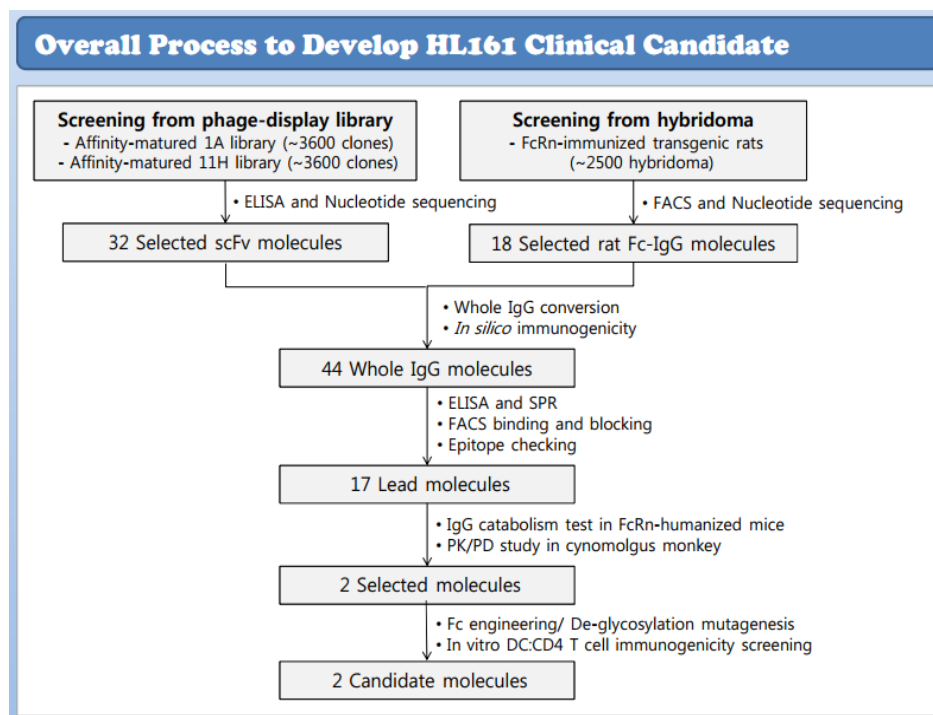 Overall Process to Develop HL161 Clinical Candidate
Screening from phage-display library
- Affinity-matured 1A library (~3600 clones)
- Affinity-matured 11H library (~3600 clones)
Screening from hybridoma
- FcRn-immunized transgenic rats
(~2500 hybridoma)
• ELISA and Nucleotide sequencing
• FACS and Nucleotide sequencing
32 Selected scFv molecules
18 Selected rat Fc-IgG molecules
• Whole IgG conversion
• In silico immunogenicity
44 Whole IgG molecules
• ELISA and SPR
• FACS binding and blocking
• Epitope checking
17 Lead molecules
• IgG catabolism test in FcRn-humanized mice
• PK/PD study in cynomolgus monkey
2 Selected molecules
• Fc engineering/ De-glycosylation mutagenesis
• In vitro DC:CD4 T cell immunogenicity screening
2 Candidate molecules